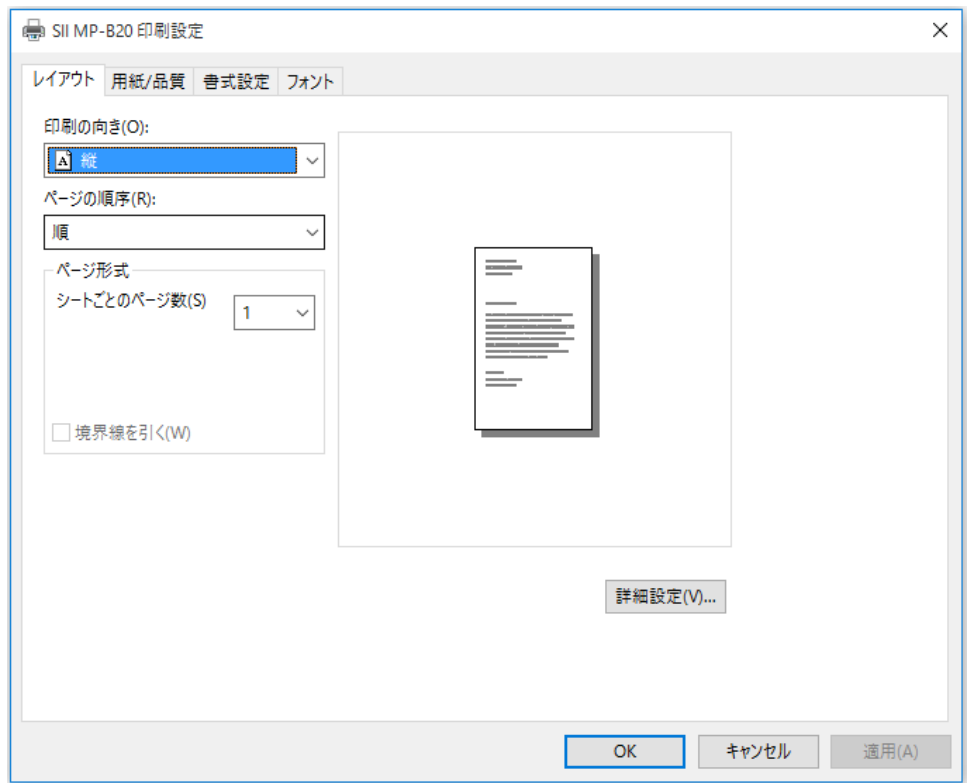 SII MP-B20 印刷設定
レイアウト 用紙/品質 書式設定 フォント
印刷の向き(O):
A 縦
ページの順序(R):
順
ページ形式
シートごとのページ数(S) 1
境界線を引く(W)
詳細設定(V)...
OK キャンセル 適用(A)